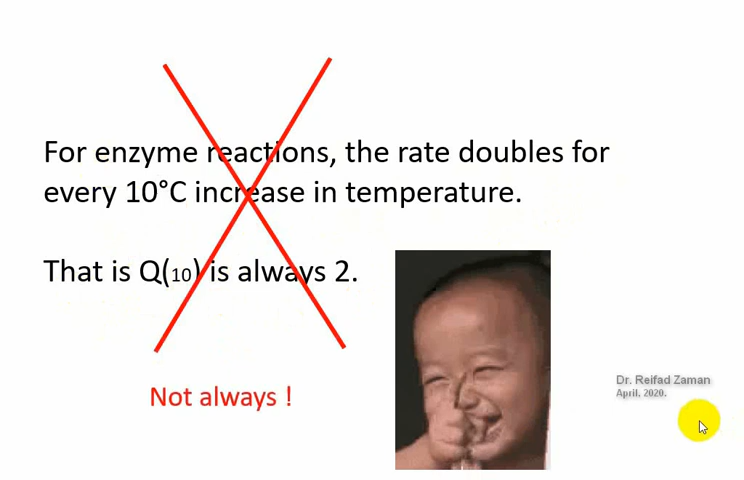 For enzyme reactions, the rate doubles for
every 10°C increase in temperature.
That is Q(10) is always 2.
Not always !
Dr. Reifad Zaman
April, 2020.